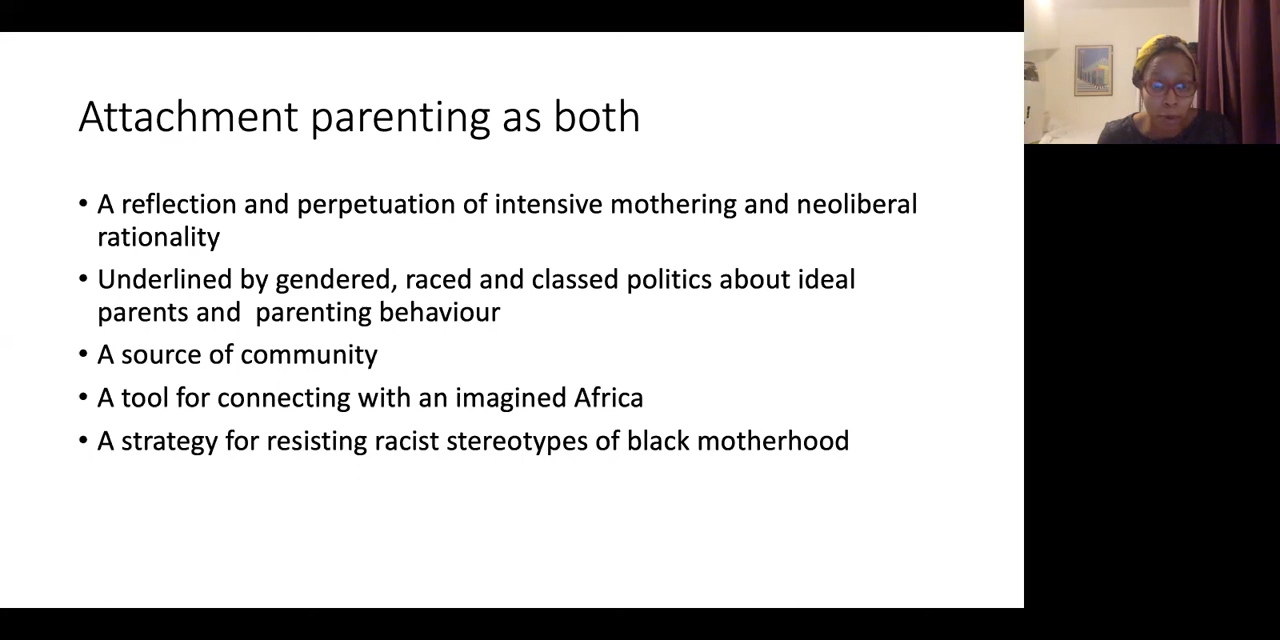 Attachment parenting as both
• A reflection and perpetuation of intensive mothering and neoliberal
rationality
• Underlined by gendered, raced and classed politics about ideal
parents and  parenting behaviour
• A source of community
• A tool for connecting with an imagined Africa
• A strategy for resisting racist stereotypes of black motherhood